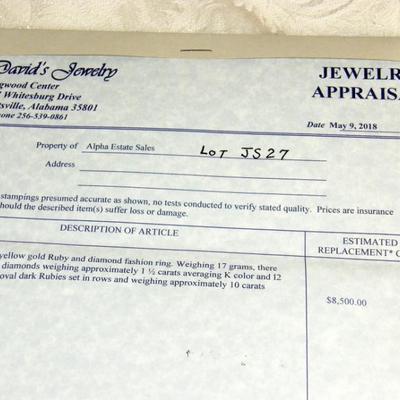 David's Jewelry
JEWELR
gwood Center
Whitesburg Drive
APPRAISA
tsville, Alabama 35801
hone 256-539-0861
Date May 9, 2018
Property of Alpha Estate Sales LOT JS27
Address
stampings presumed accurate as shown, no tests conducted to verify stated quality. Prices are insurance
hould the described item(s) suffer loss or damage.
DESCRIPTION OF ARTICLE
ESTIMATED
REPLACEMENT* C
yellow gold Ruby and diamond fashion ring. Weighing 17 grams, there
diamonds weighing approximately 1 ½ carats averaging K color and 12
oval dark Rubies set in rows and weighing approximately 10 carats
$8,500.00